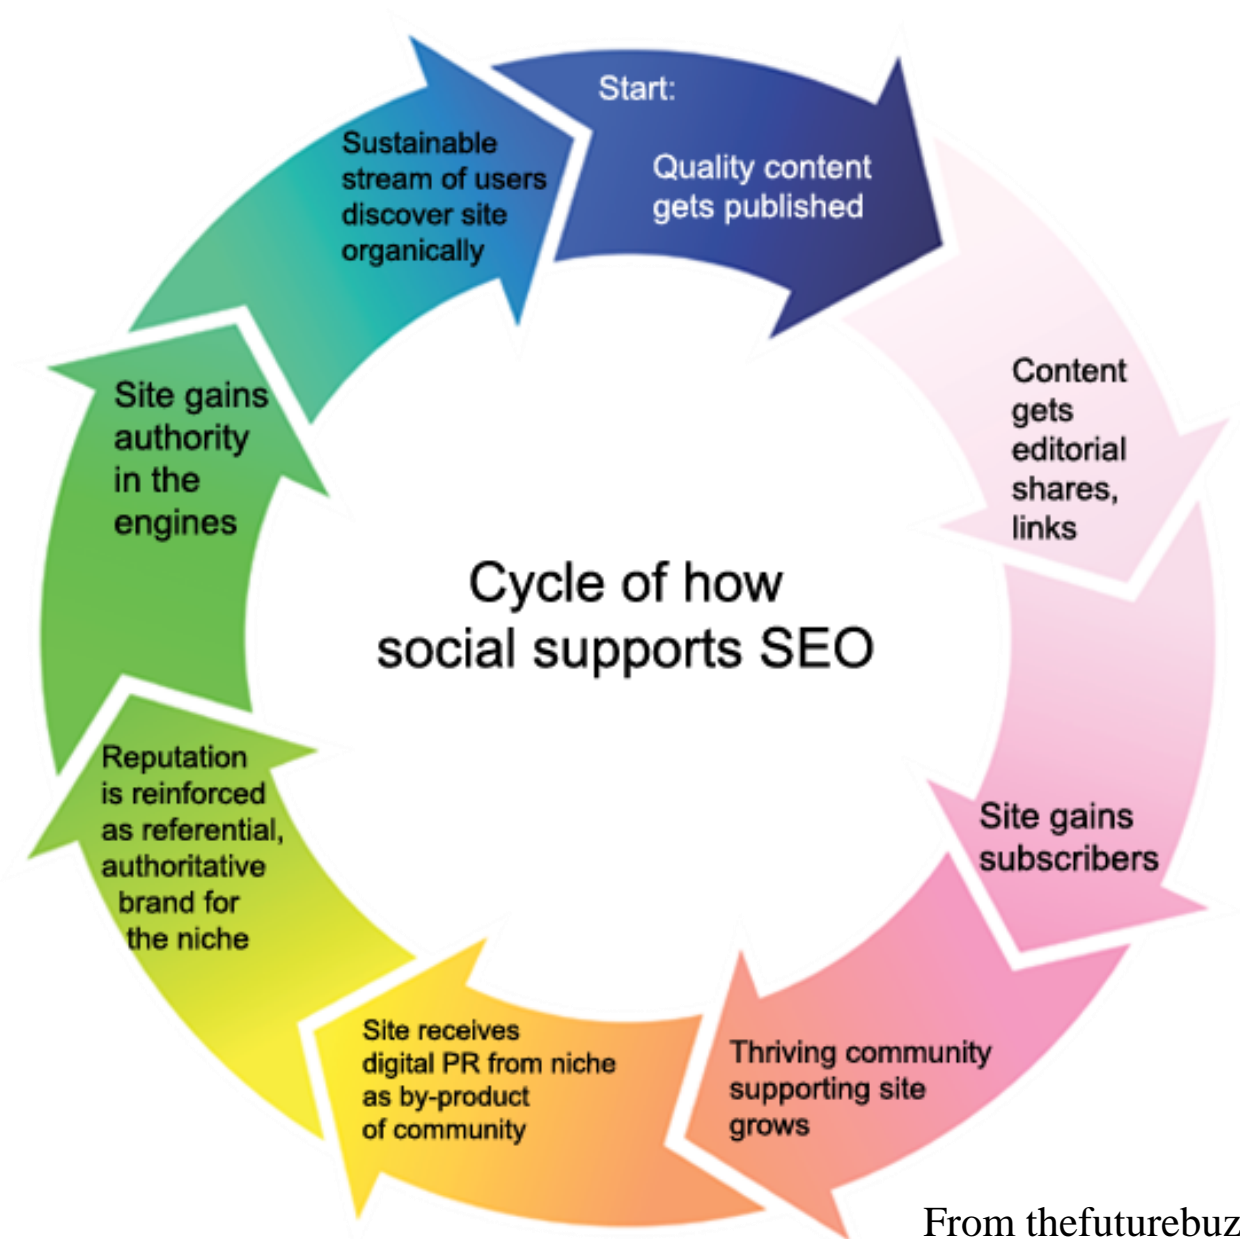 Start:
Quality content
gets published
Content
gets
editorial
shares,
links
Site gains
subscribers
Thriving community
supporting site
grows
Site receives
digital PR from niche
as by-product
of community
Reputation
is reinforced
as referential,
authoritative
brand for
the niche
Site gains
authority
in the
engines
Sustainable
stream of users
discover site
organically
Cycle of how
social supports SEO
From thefuturebuz